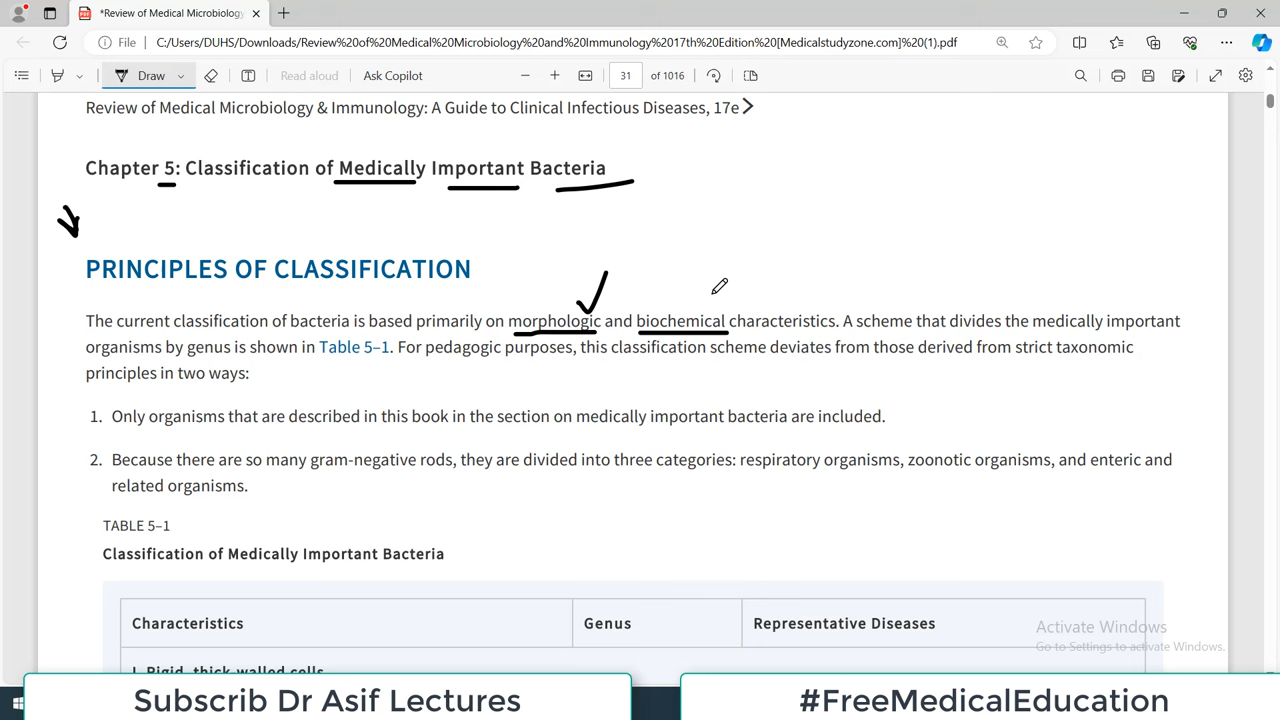 *Review of Medical Microbiology
File C:/Users/DUHS/Downloads/Review%20of%20Medical%20Microbiology%20and%20Immunology%2017th%20Edition%20[Medicalstudyzone.com]%20(1).pdf
Draw Read aloud Ask Copilot 31 of 1016
Review of Medical Microbiology & Immunology: A Guide to Clinical Infectious Diseases, 17e
Chapter 5: Classification of Medically Important Bacteria
PRINCIPLES OF CLASSIFICATION
The current classification of bacteria is based primarily on morphologic and biochemical characteristics. A scheme that divides the medically important
organisms by genus is shown in Table 5–1. For pedagogic purposes, this classification scheme deviates from those derived from strict taxonomic
principles in two ways:
1. Only organisms that are described in this book in the section on medically important bacteria are included.
2. Because there are so many gram-negative rods, they are divided into three categories: respiratory organisms, zoonotic organisms, and enteric and
related organisms.
TABLE 5–1
Classification of Medically Important Bacteria
Characteristics Genus Representative Diseases
I. Rigid, thick-walled cells
Activate Windows
Go to Settings to activate Windows.
Subscrib Dr Asif Lectures
#FreeMedicalEducation